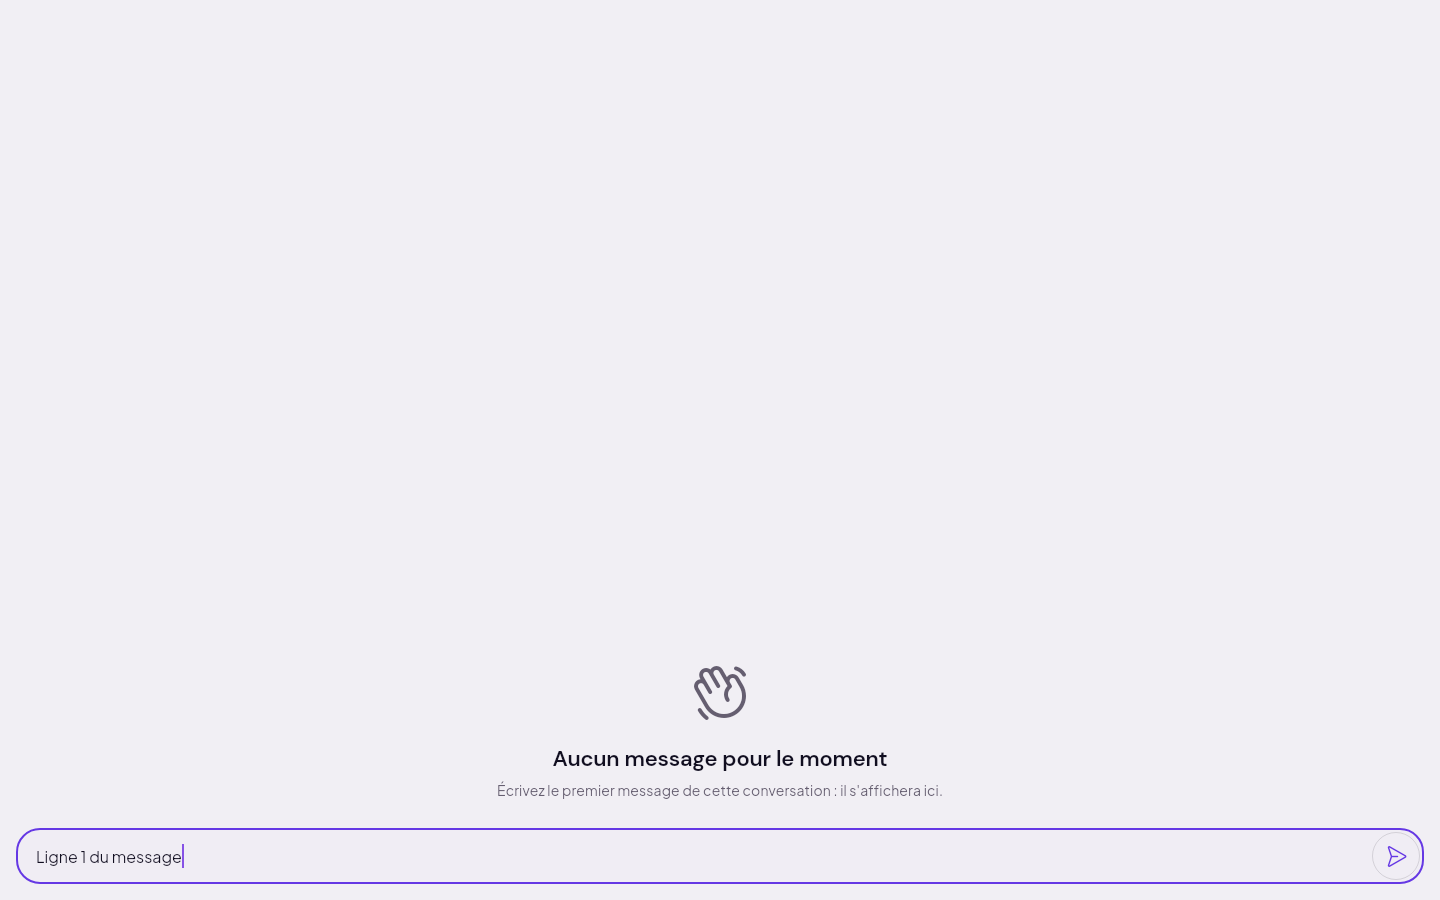 Aucun message pour le moment
Écrivez le premier message de cette conversation : il s'affichera ici.
Ligne 1 du message